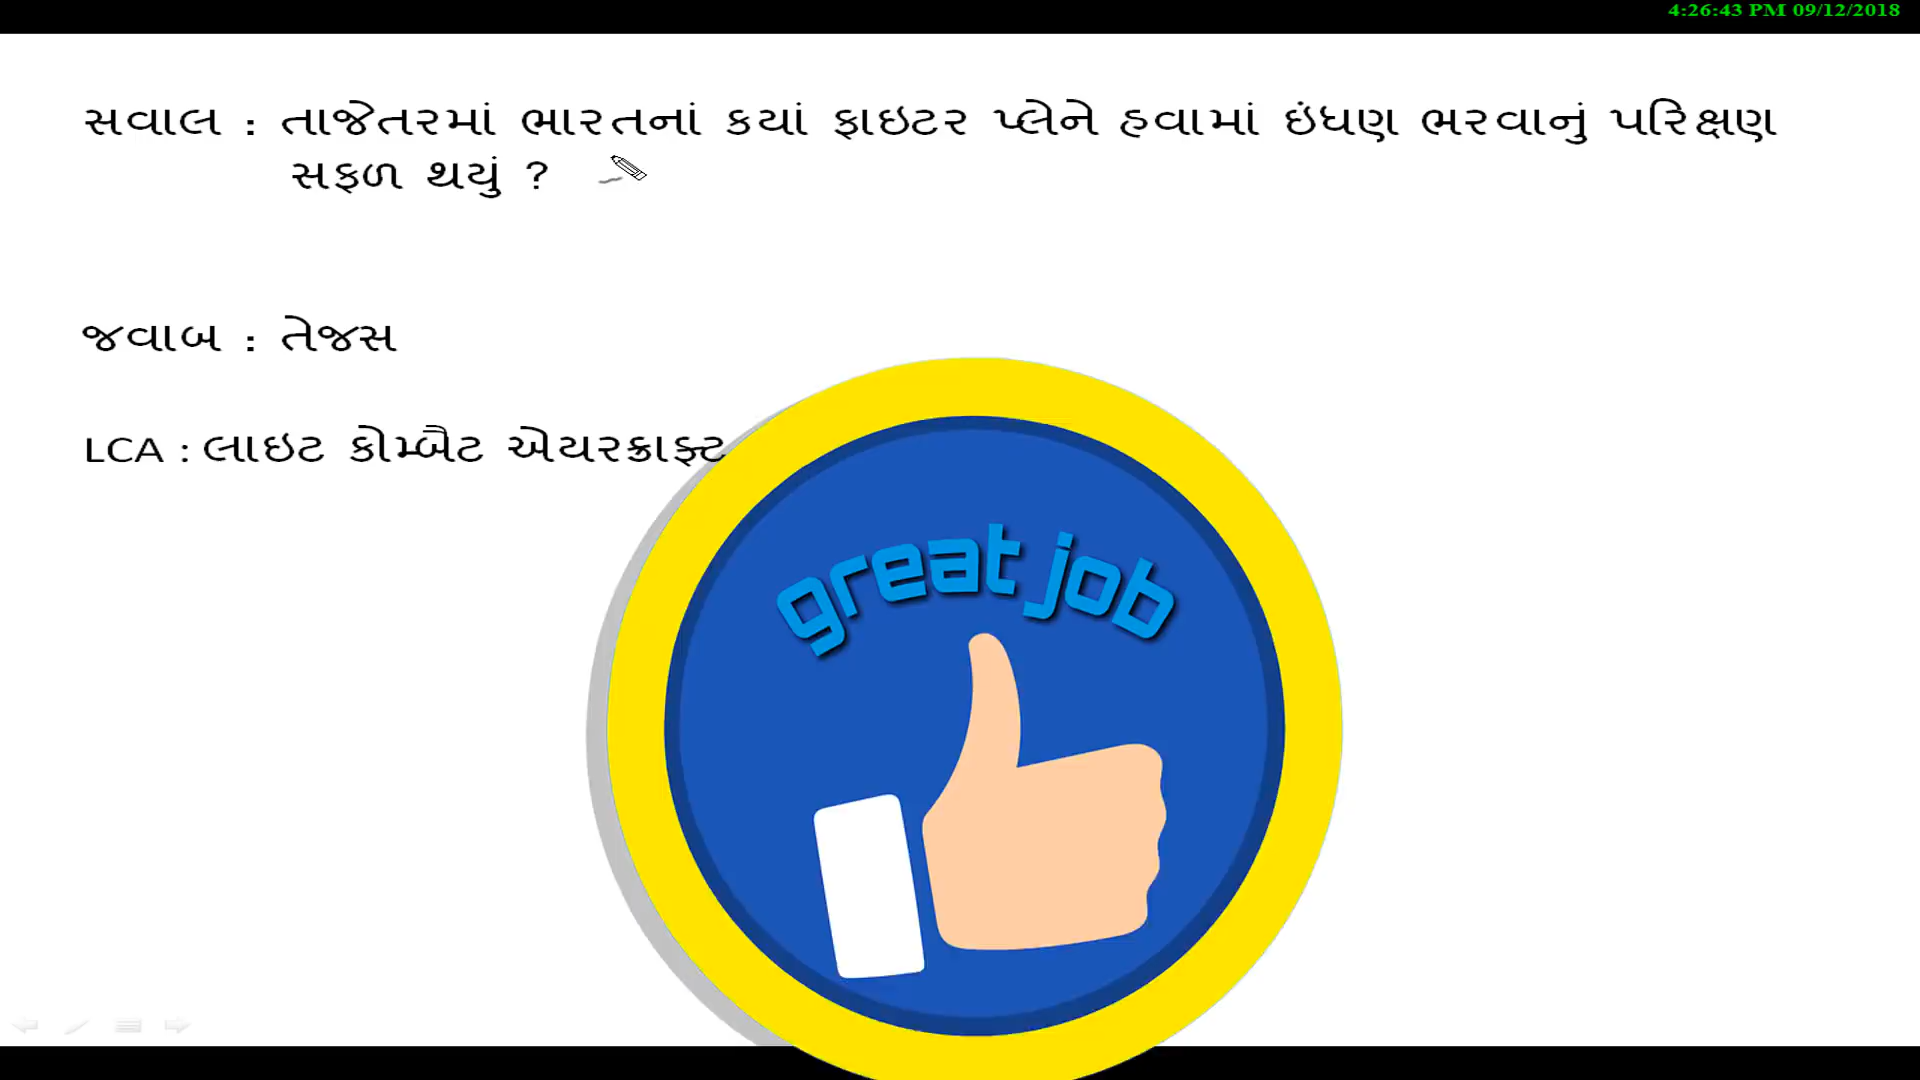 4:26:43 PM 09/12/2018
સવાલ : તાજેતરમાં ભારતનાં કયાં ફાઇટર પ્લેને હવામાં ઇંધણ ભરવાનું પરિક્ષણ
સફળ થયું ?
જવાબ : તેજસ
LCA : લાઇટ કોમ્બૈટ એયરક્રાફ્ટ
great job